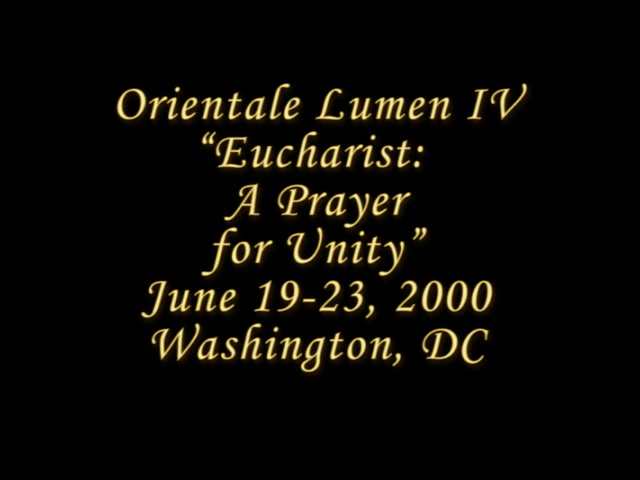 Orientale Lumen IV
“Eucharist:
A Prayer
for Unity”
June 19-23, 2000
Washington, DC